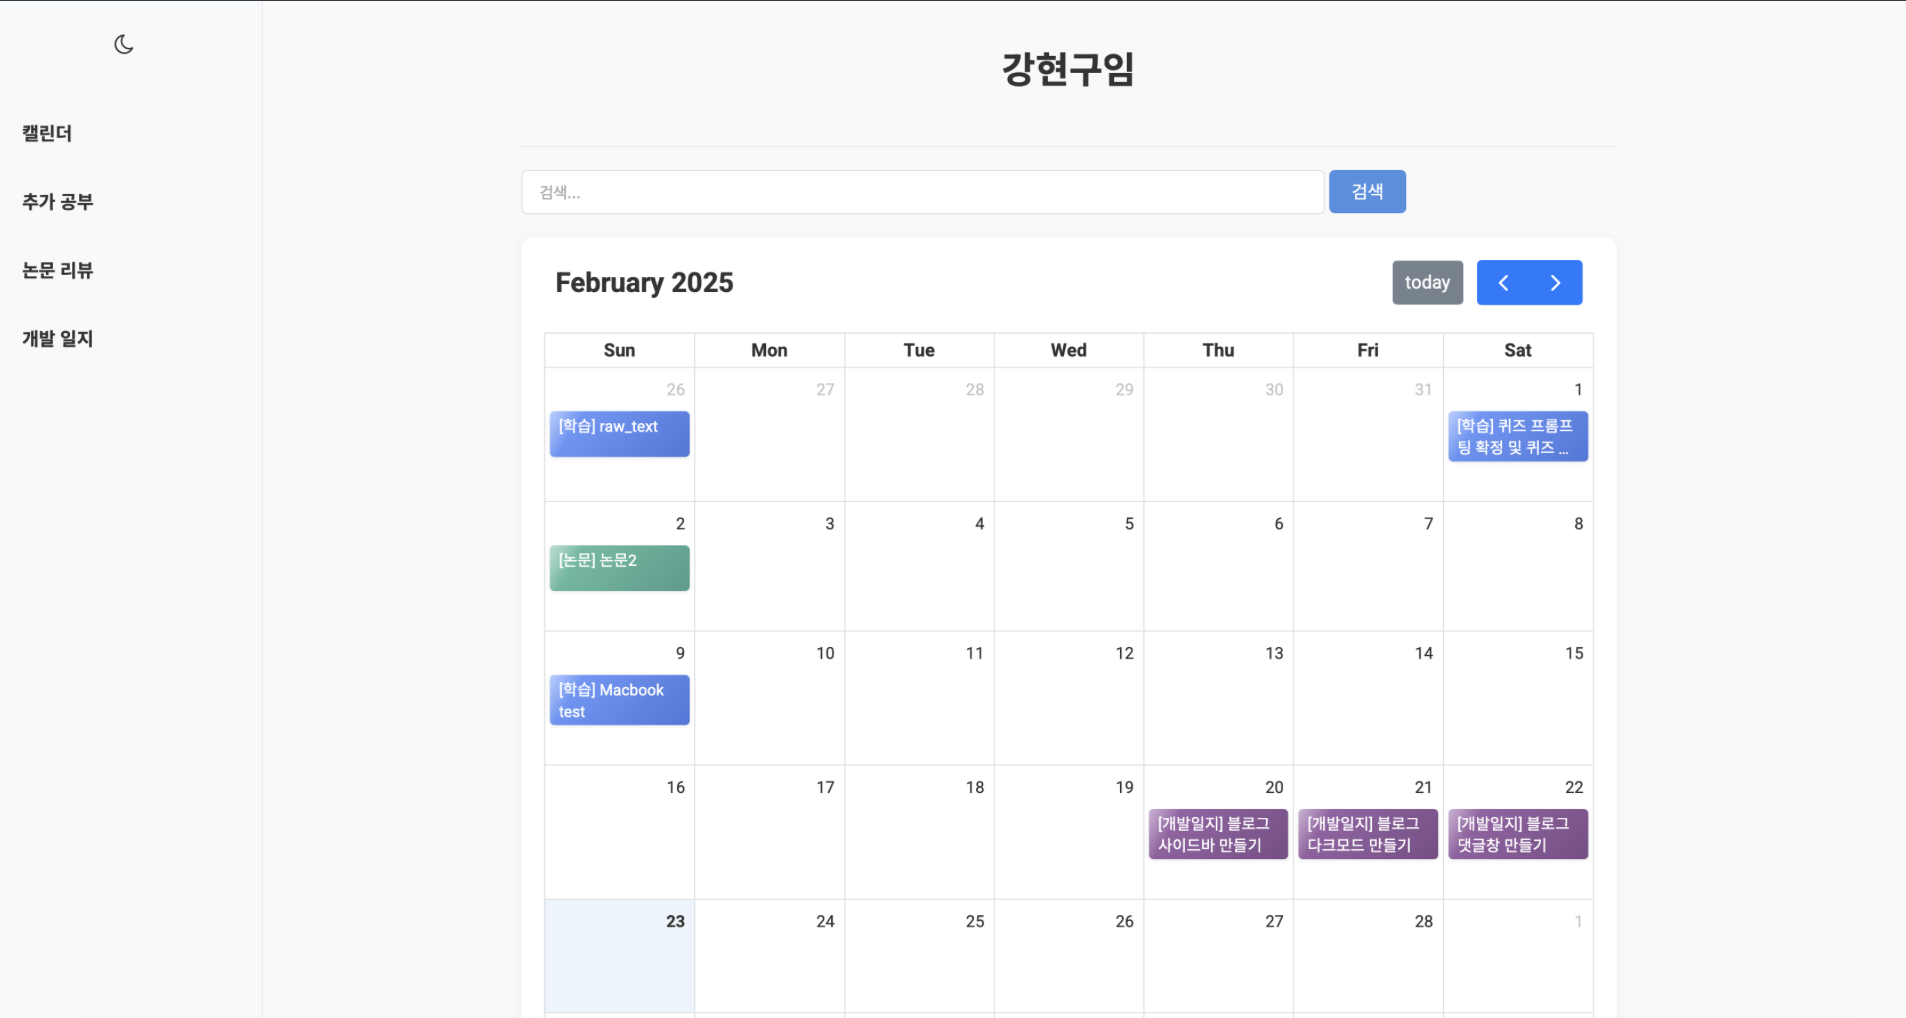 강현구임
캘린더
추가 공부
논문 리뷰
개발 일지
검색...
검색
February 2025
today
Sun Mon Tue Wed Thu Fri Sat
26 27 28 29 30 31 1
[학습] raw_text
[학습] 퀴즈 프롬프
팅 확정 및 퀴즈 ...
2 3 4 5 6 7 8
[논문] 논문2
9 10 11 12 13 14 15
[학습] Macbook
test
16 17 18 19 20 21 22
[개발일지] 블로그
사이드바 만들기
[개발일지] 블로그
다크모드 만들기
[개발일지] 블로그
댓글창 만들기
23 24 25 26 27 28 1